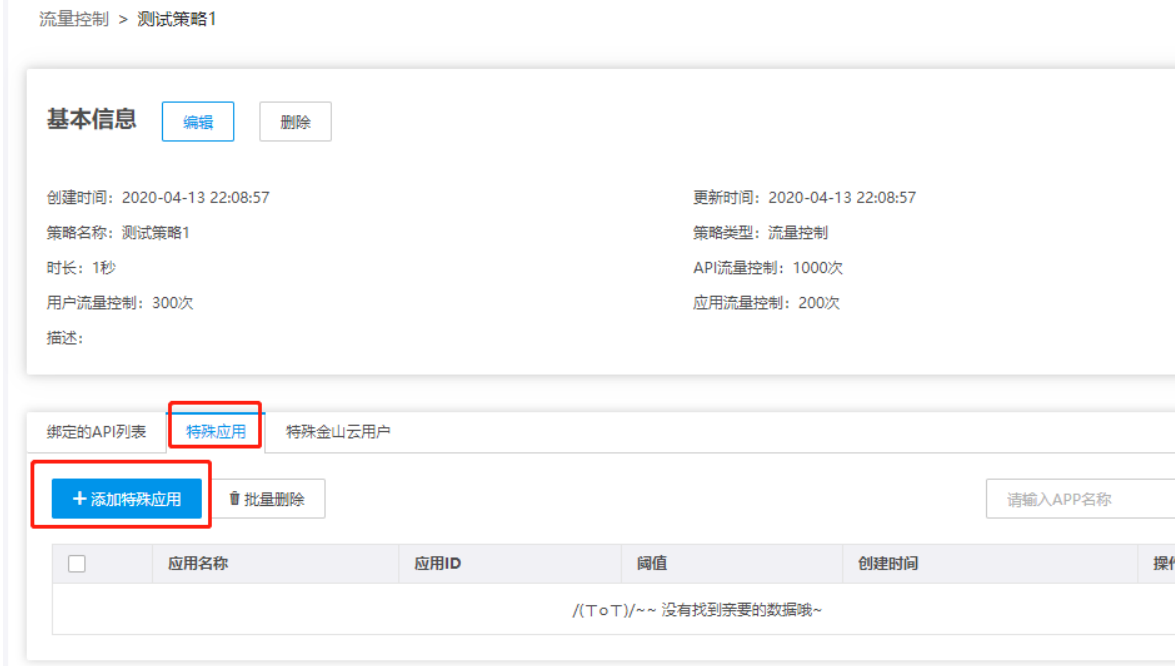 流量控制 > 测试策略1
基本信息 编辑 删除
创建时间：2020-04-13 22:08:57 更新时间：2020-04-13 22:08:57
策略名称：测试策略1 策略类型：流量控制
时长：1秒 API流量控制：1000次
用户流量控制：300次 应用流量控制：200次
描述：
绑定的API列表 特殊应用 特殊金山云用户
+ 添加特殊应用 批量删除 请输入APP名称
应用名称 应用ID 阈值 创建时间 操
/(ㄒoㄒ)/~~ 没有找到亲要的数据哦~